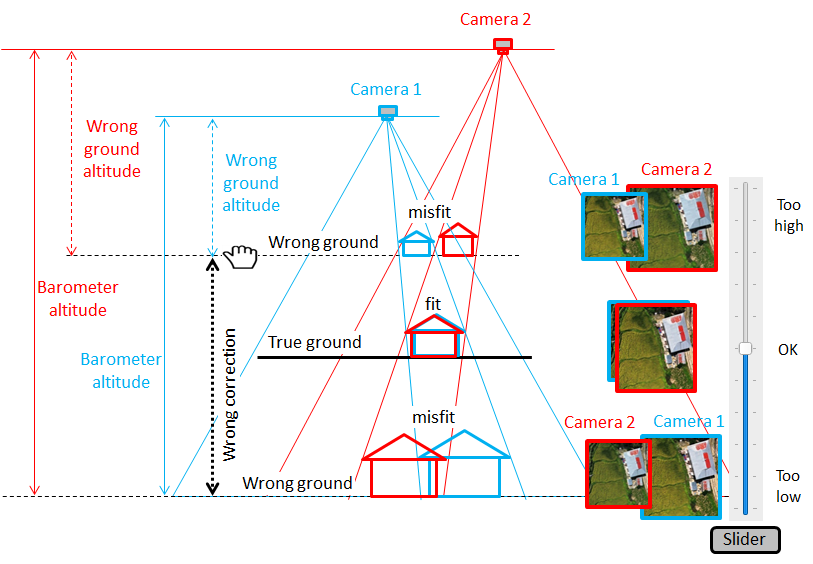 Camera 2
Camera 1
Wrong
ground
altitude
Wrong
ground
altitude
Camera 1
Camera 2
Too
high
misfit
Wrong ground
Barometer
altitude
fit
True ground
OK
Barometer
altitude
Wrong correction
misfit
Camera 2
Camera 1
Wrong ground
Too
low
Slider